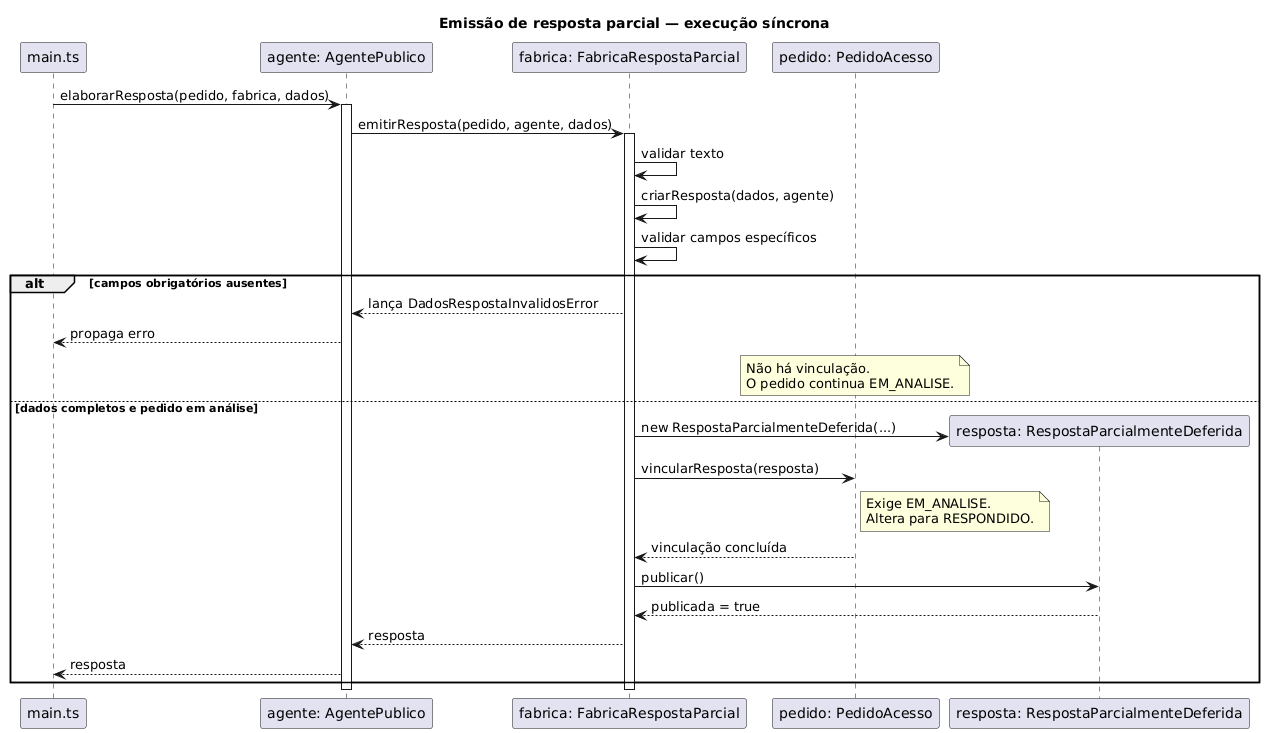 Emissão de resposta parcial — execução síncrona
main.ts
agente: AgentePublico
fabrica: FabricaRespostaParcial
pedido: PedidoAcesso
elaborarResposta(pedido, fabrica, dados)
emitirResposta(pedido, agente, dados)
validar texto
criarResposta(dados, agente)
validar campos específicos
alt
[campos obrigatórios ausentes]
lança DadosRespostaInvalidosError
propaga erro
Não há vinculação.
O pedido continua EM_ANALISE.
[dados completos e pedido em análise]
new RespostaParcialmenteDeferida(...)
resposta: RespostaParcialmenteDeferida
vincularResposta(resposta)
Exige EM_ANALISE.
Altera para RESPONDIDO.
vinculação concluída
publicar()
publicada = true
resposta
resposta
main.ts
agente: AgentePublico
fabrica: FabricaRespostaParcial
pedido: PedidoAcesso
resposta: RespostaParcialmenteDeferida